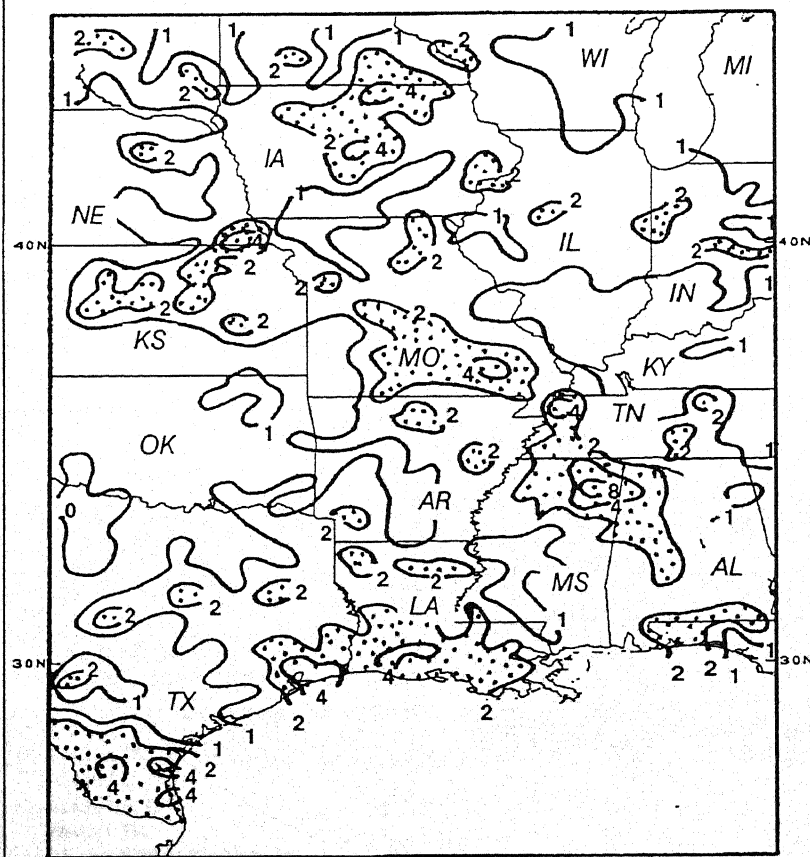 2 1 1 1 1 2 1
WI MI
2 2
1 4 1
2 4 1
2 IA 2
1
NE 1 2 2
4 IL 1
40N 2 2 2 40N
2 2 IN 1
2 2
KS MO KY 1
4
4 TN 2
1 2
OK 2 2 1
8
0 AR 4 1
2
2 2 MS AL
2 2 LA
2 1
30N 2 4 4 1 30N
1 TX 2 2 1
2 2
1
1
2
4 4
4